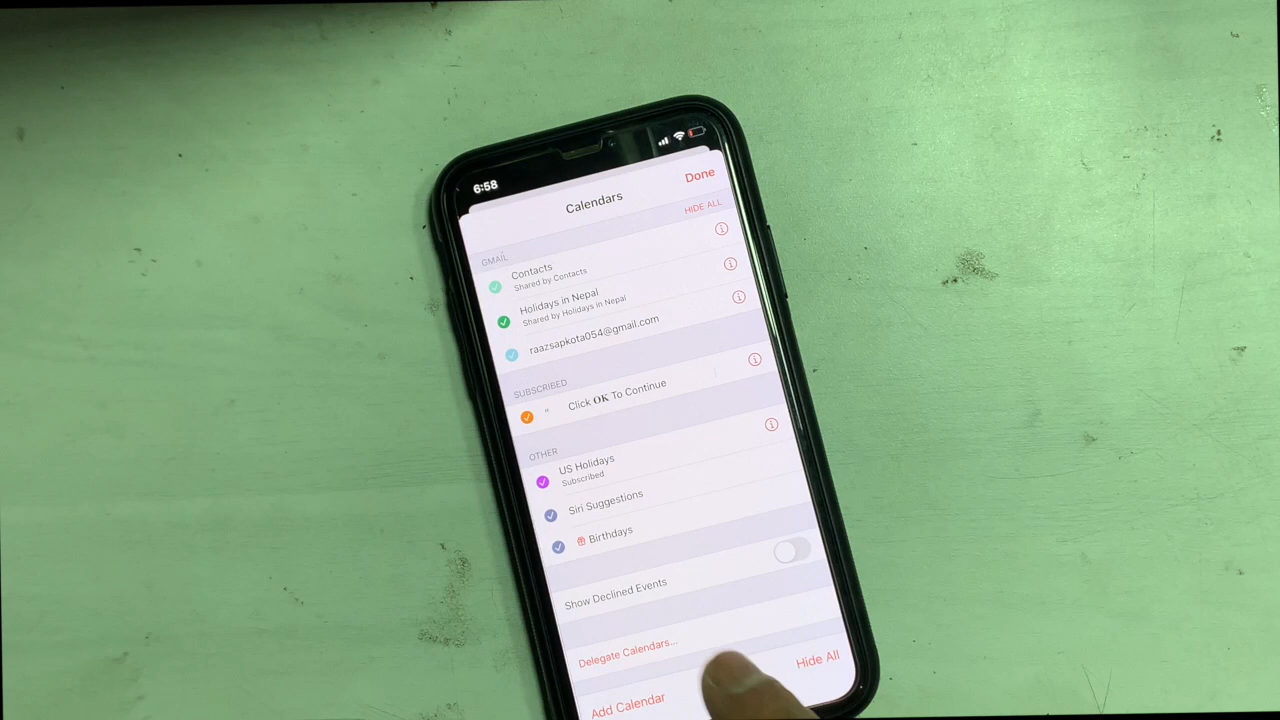 6:58
Calendars
Done
GMAIL
HIDE ALL
Contacts
Shared by Contacts
Holidays in Nepal
Shared by Holidays in Nepal
raazsapkota054@gmail.com
SUBSCRIBED
" Click OK To Continue
OTHER
US Holidays
Subscribed
Siri Suggestions
Birthdays
Show Declined Events
Delegate Calendars...
Add Calendar
Hide All